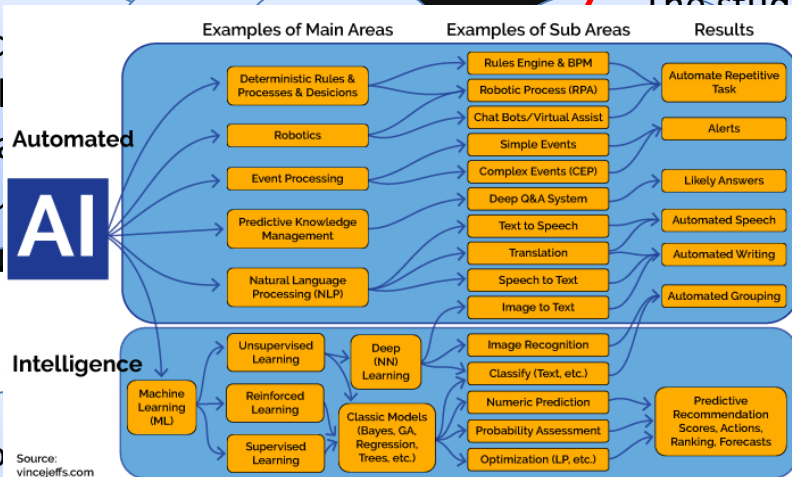 The stud
Examples of Main Areas
Examples of Sub Areas
Results
Automated
AI
Deterministic Rules &
Processes & Desicions
Robotics
Event Processing
Predictive Knowledge
Management
Natural Language
Processing (NLP)
Rules Engine & BPM
Robotic Process (RPA)
Chat Bots/Virtual Assist
Simple Events
Complex Events (CEP)
Deep Q&A System
Text to Speech
Translation
Speech to Text
Image to Text
Automate Repetitive
Task
Alerts
Likely Answers
Automated Speech
Automated Writing
Automated Grouping
Intelligence
Machine
Learning
(ML)
Unsupervised
Learning
Reinforced
Learning
Supervised
Learning
Deep
(NN)
Learning
Classic Models
(Bayes, GA,
Regression,
Trees, etc.)
Image Recognition
Classify (Text, etc.)
Numeric Prediction
Probability Assessment
Optimization (LP, etc.)
Predictive
Recommendation
Scores, Actions,
Ranking, Forecasts
Source:
vincejeffs.com